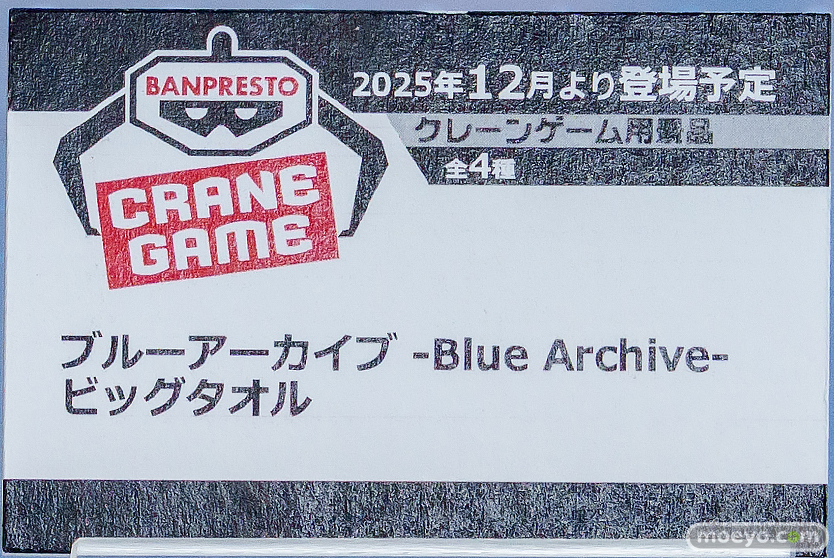 BANPRESTO
CRANE
GAME
2025年12月より登場予定
クレーンゲーム用景品
全4種
ブルーアーカイブ -Blue Archive-
ビッグタオル
moeyo.com